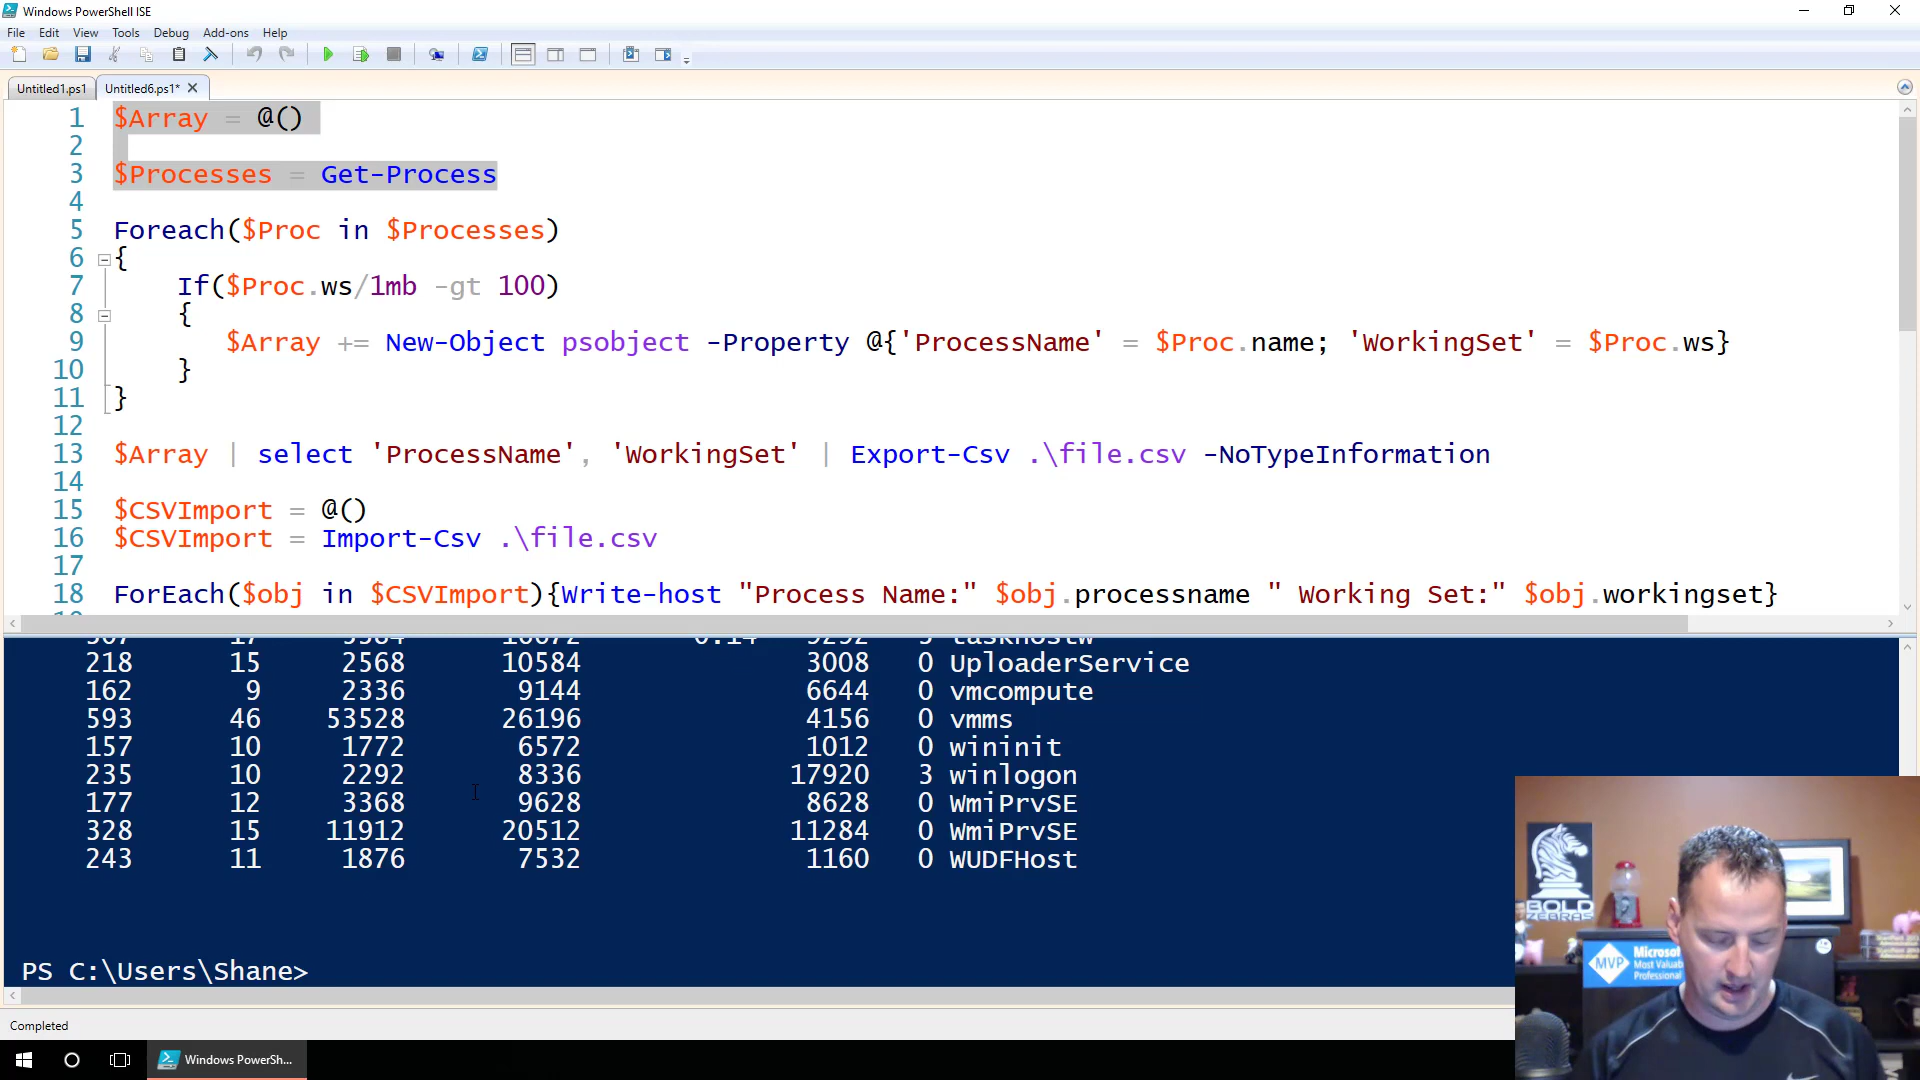 Windows PowerShell ISE
File Edit View Tools Debug Add-ons Help
Untitled1.ps1 Untitled6.ps1*
1 $Array = @()
2
3 $Processes = Get-Process
4
5 Foreach($Proc in $Processes)
6 {
7 If($Proc.ws/1mb -gt 100)
8 {
9 $Array += New-Object psobject -Property @{'ProcessName' = $Proc.name; 'WorkingSet' = $Proc.ws}
10 }
11 }
12
13 $Array | select 'ProcessName', 'WorkingSet' | Export-Csv .\file.csv -NoTypeInformation
14
15 $CSVImport = @()
16 $CSVImport = Import-Csv .\file.csv
17
18 ForEach($obj in $CSVImport){Write-host "Process Name:" $obj.processname " Working Set:" $obj.workingset}
218 15 2568 10584 3008 0 UploaderService
162 9 2336 9144 6644 0 vmcompute
593 46 53528 26196 4156 0 vmms
157 10 1772 6572 1012 0 wininit
235 10 2292 8336 17920 3 winlogon
177 12 3368 9628 8628 0 WmiPrvSE
328 15 11912 20512 11284 0 WmiPrvSE
243 11 1876 7532 1160 0 WUDFHost
PS C:\Users\Shane>
BOLD
ZEBRAS
MVP
Microsof
Most Valuab
Professional
Completed
Windows PowerSh...